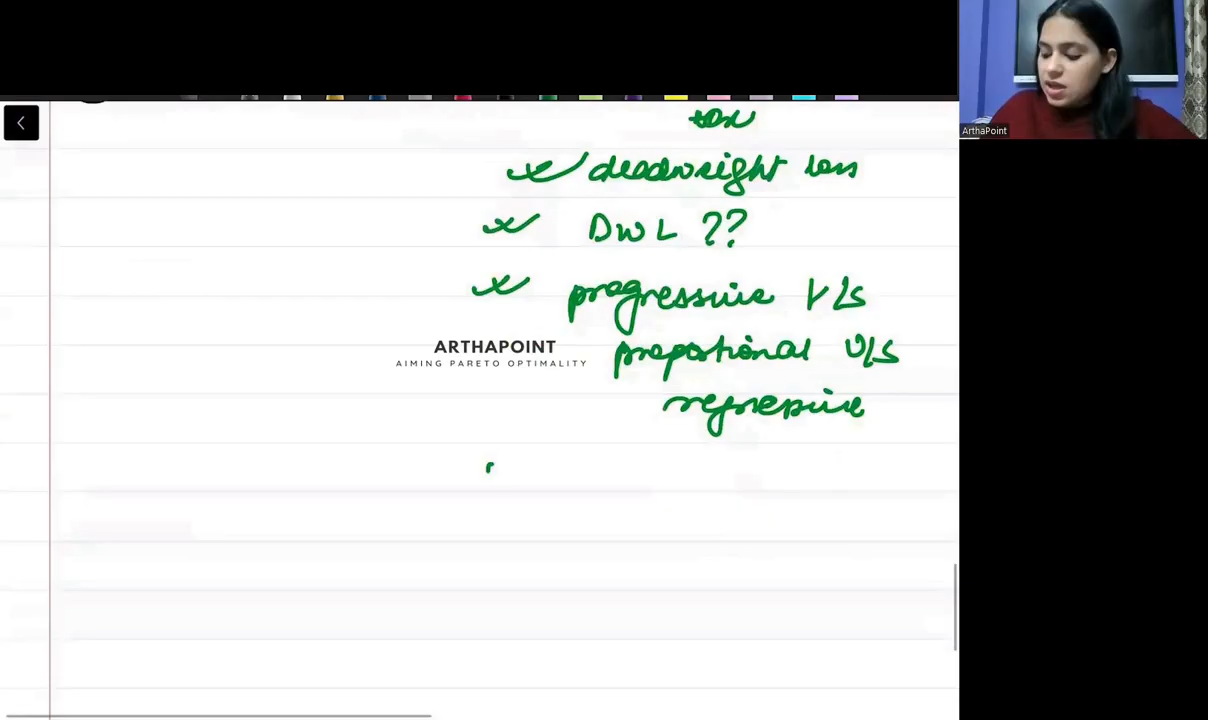 tax
deadweight loss
DWL ??
progressive V/s
proportional V/s
regressive
ARTHAPOINT
AIMING PARETO OPTIMALITY
ArthaPoint